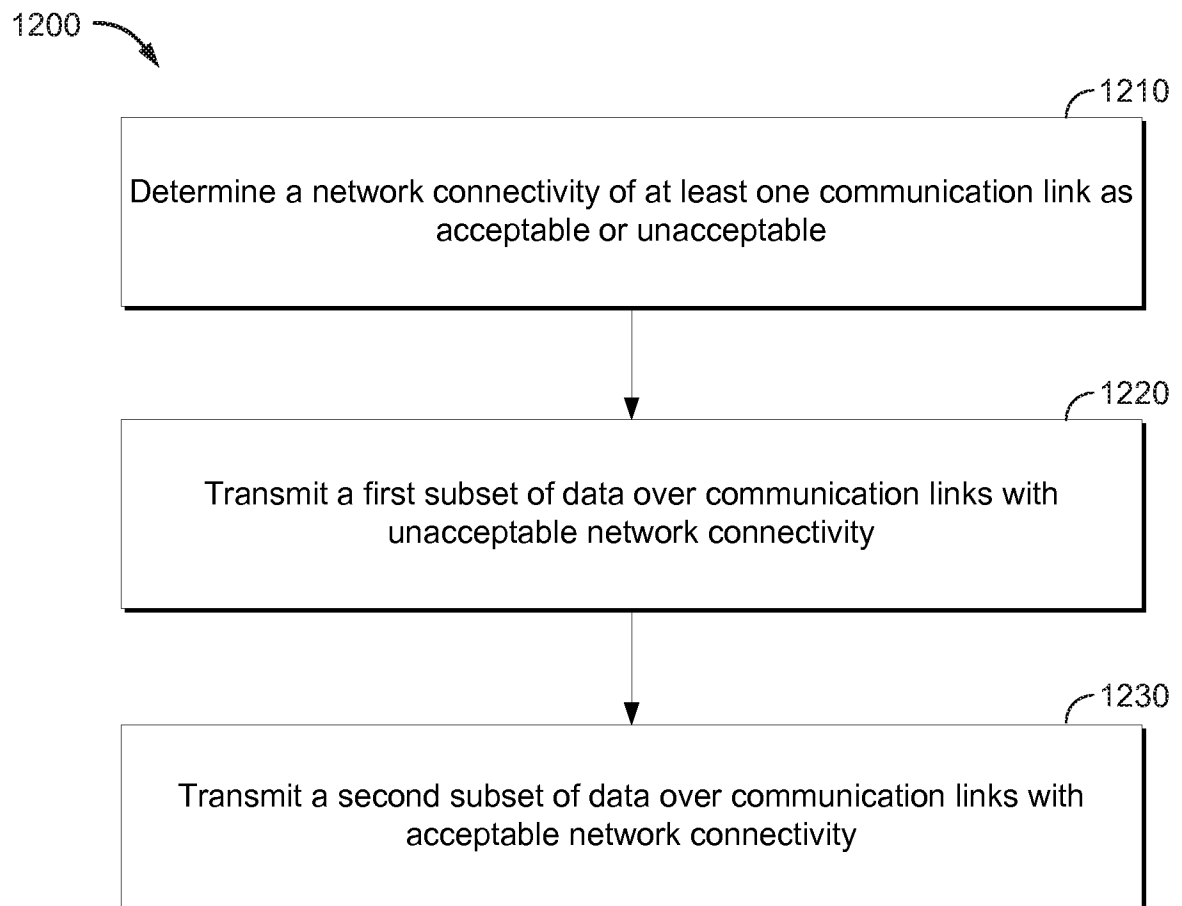 1200
1210
Determine a network connectivity of at least one communication link as
acceptable or unacceptable
1220
Transmit a first subset of data over communication links with
unacceptable network connectivity
1230
Transmit a second subset of data over communication links with
acceptable network connectivity